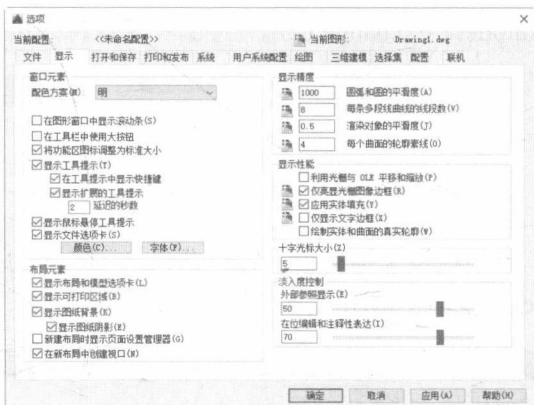 选项
当前配置: <<未命名配置>> 当前图形: Drawing1.dwg
文件 显示 打开和保存 打印和发布 系统 用户系统配置 绘图 三维建模 选择集 配置 联机
窗口元素
配色方案(M): 明
在图形窗口中显示滚动条(S)
在工具栏中使用大按钮
将功能区图标调整为标准大小
显示工具提示(T)
在工具提示中显示快捷键
显示扩展的工具提示
2 延迟的秒数
显示鼠标悬停工具提示
显示文件选项卡(S)
颜色(C)... 字体(F)...
布局元素
显示布局和模型选项卡(L)
显示可打印区域(B)
显示图纸背景(K)
显示图纸阴影(E)
新建布局时显示页面设置管理器(G)
在新布局中创建视口(N)
显示精度
1000 圆弧和圆的平滑度(A)
8 每条多段线曲线的线段数(V)
0.5 渲染对象的平滑度(J)
4 每个曲面的轮廓素线(O)
显示性能
利用光栅与 OLE 平移和缩放(P)
仅亮显光栅图像边框(R)
应用实体填充(Y)
仅显示文字边框(X)
绘制实体和曲面的真实轮廓(W)
十字光标大小(Z)
5
淡入度控制
外部参照显示(E)
50
在位编辑和注释性表达(I)
70
确定 取消 应用(A) 帮助(H)